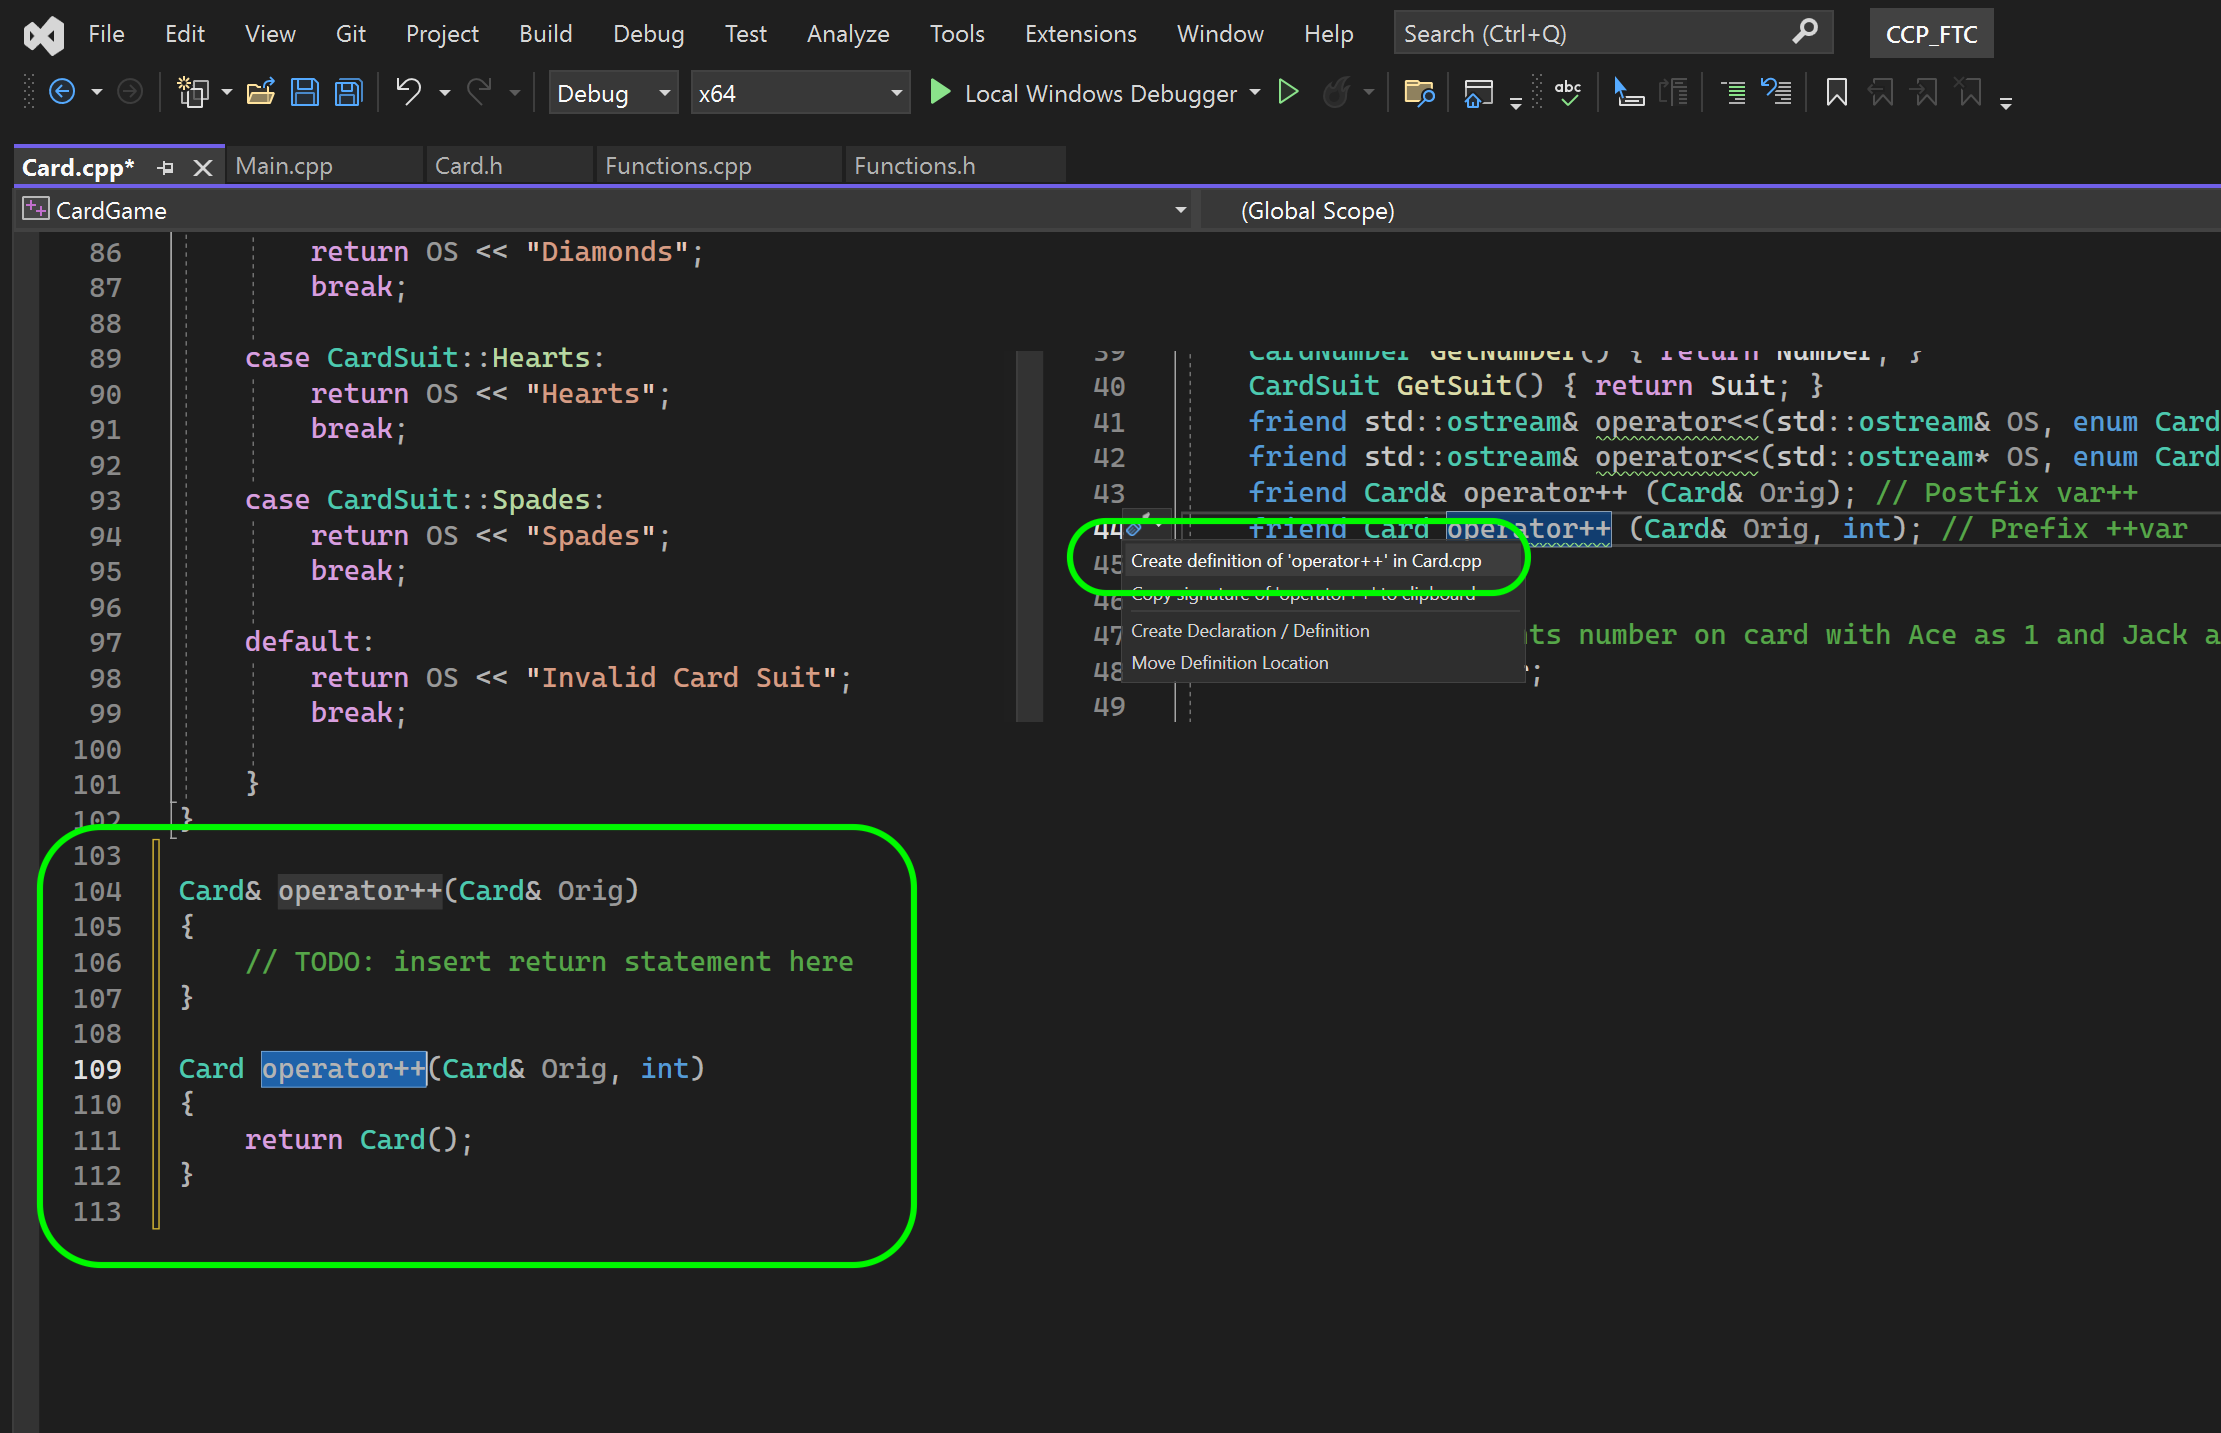 File Edit View Git Project Build Debug Test Analyze Tools Extensions Window Help Search (Ctrl+Q) CCP_FTC
Debug x64 Local Windows Debugger abc
Card.cpp* Main.cpp Card.h Functions.cpp Functions.h
CardGame (Global Scope)
86 return OS << "Diamonds";
87 break;
88
89 case CardSuit::Hearts:
90 return OS << "Hearts";
91 break;
92
93 case CardSuit::Spades:
94 return OS << "Spades";
95 break;
96
97 default:
98 return OS << "Invalid Card Suit";
99 break;
100
101 }
102 }
103
104 Card& operator++(Card& Orig)
105 {
106 // TODO: insert return statement here
107 }
108
109 Card operator++(Card& Orig, int)
110 {
111 return Card();
112 }
113
39 CardNumber GetNumber() { return Number; }
40 CardSuit GetSuit() { return Suit; }
41 friend std::ostream& operator<<(std::ostream& OS, enum Card
42 friend std::ostream& operator<<(std::ostream* OS, enum Card
43 friend Card& operator++ (Card& Orig); // Postfix var++
44 friend Card operator++ (Card& Orig, int); // Prefix ++var
45
Create definition of 'operator++' in Card.cpp
46
Copy signature of 'operator++' to clipboard
47 ts number on card with Ace as 1 and Jack a
Create Declaration / Definition
48 r;
Move Definition Location
49